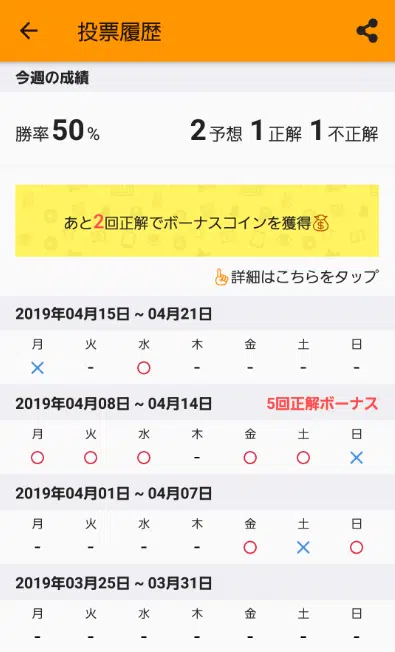 投票履歴
今週の成績
勝率50% 2予想 1正解 1不正解
あと2回正解でボーナスコインを獲得💰
👆詳細はこちらをタップ
2019年04月15日 ~ 04月21日
月 火 水 木 金 土 日
× - ○ - - - -
2019年04月08日 ~ 04月14日 5回正解ボーナス
月 火 水 木 金 土 日
○ ○ ○ - ○ ○ ×
2019年04月01日 ~ 04月07日
月 火 水 木 金 土 日
- - - - ○ × ○
2019年03月25日 ~ 03月31日
月 火 水 木 金 土 日
- - - - - - -